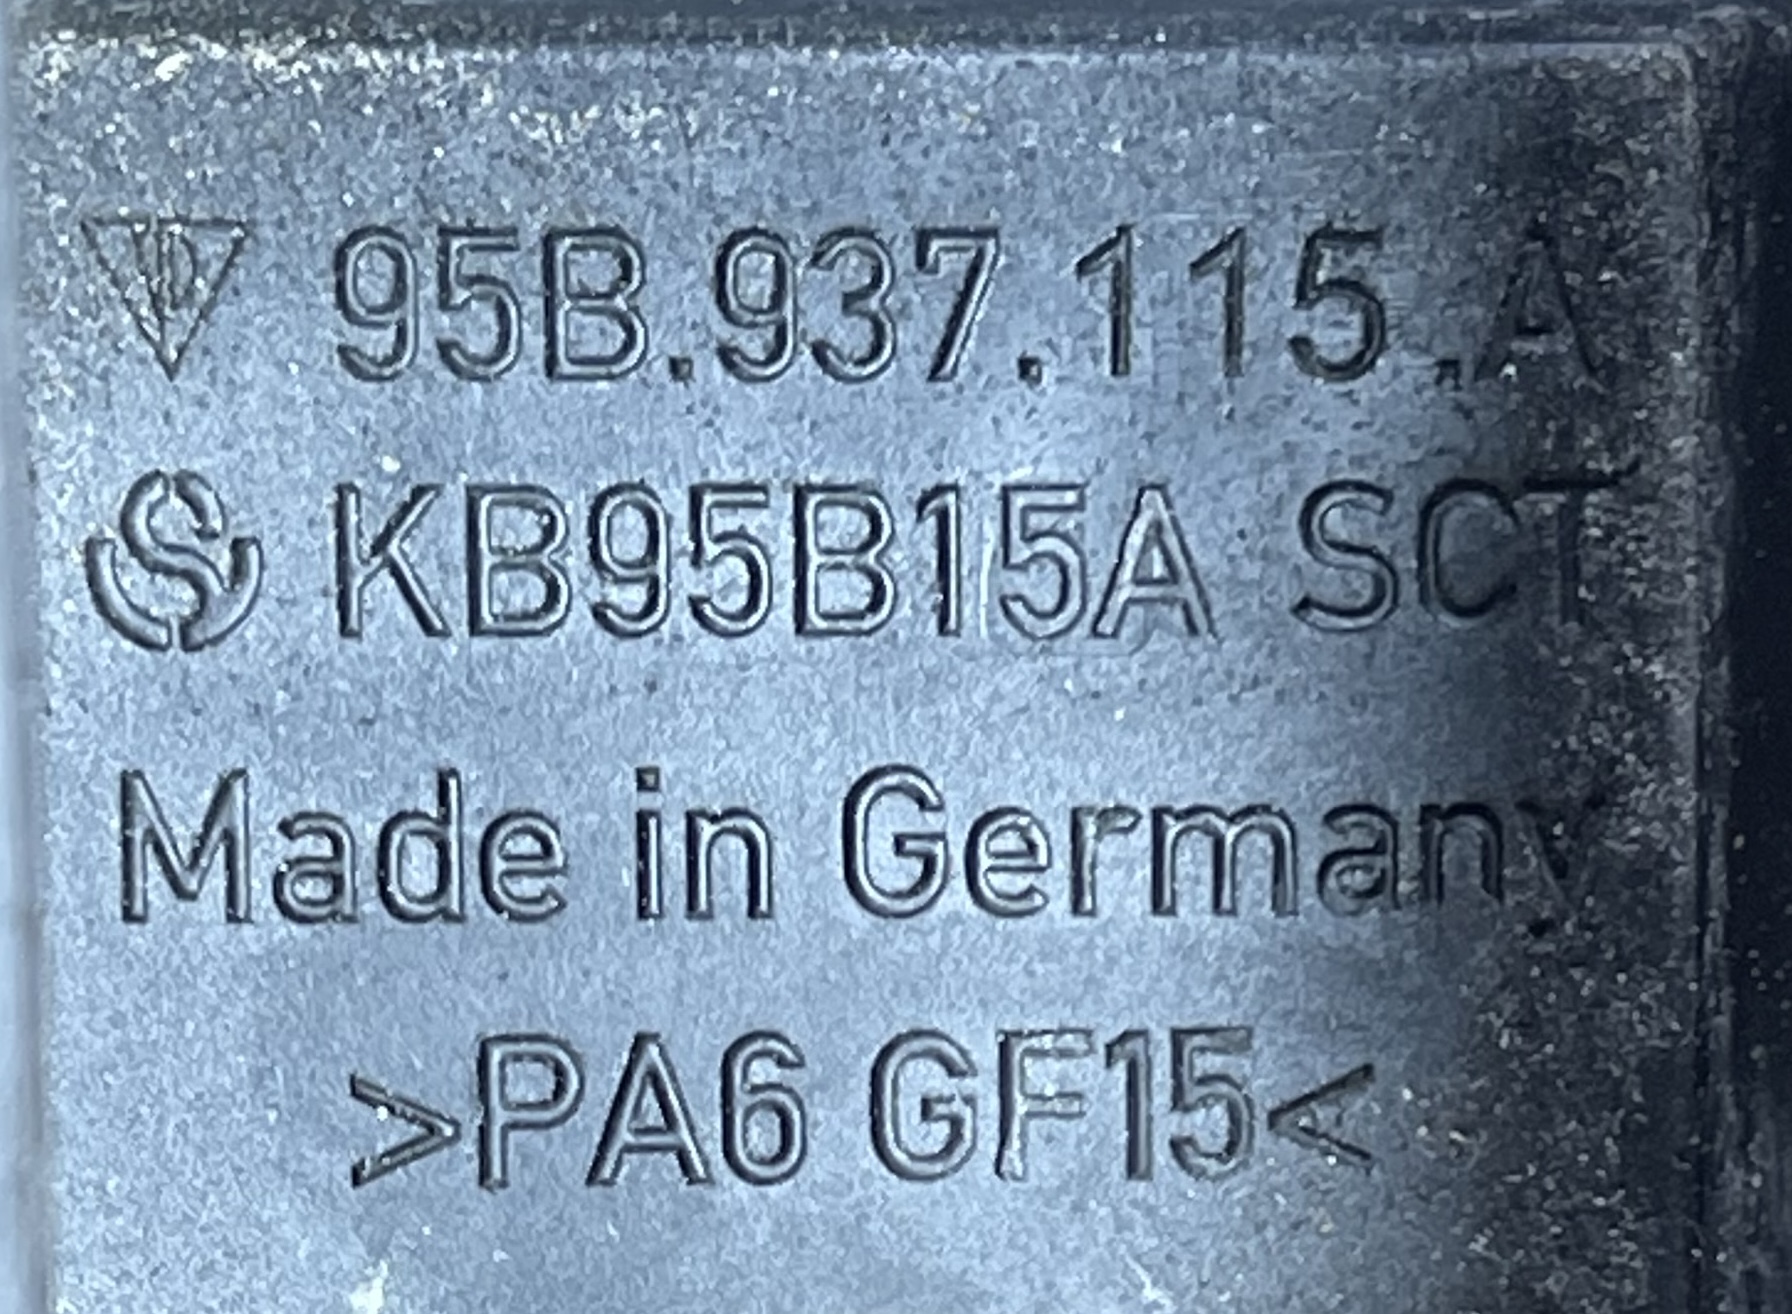 95B.937.115.A
KB95B15A SCT
Made in Germany
>PA6 GF15<